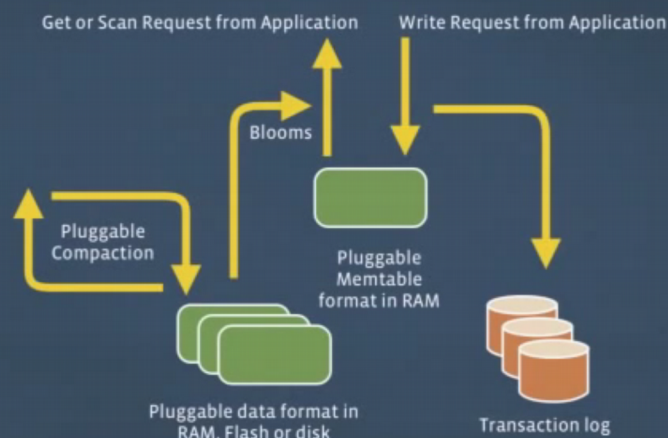 Get or Scan Request from Application
Write Request from Application
Blooms
Pluggable
Compaction
Pluggable
Memtable
format in RAM
Pluggable data format in
RAM, Flash or disk
Transaction log